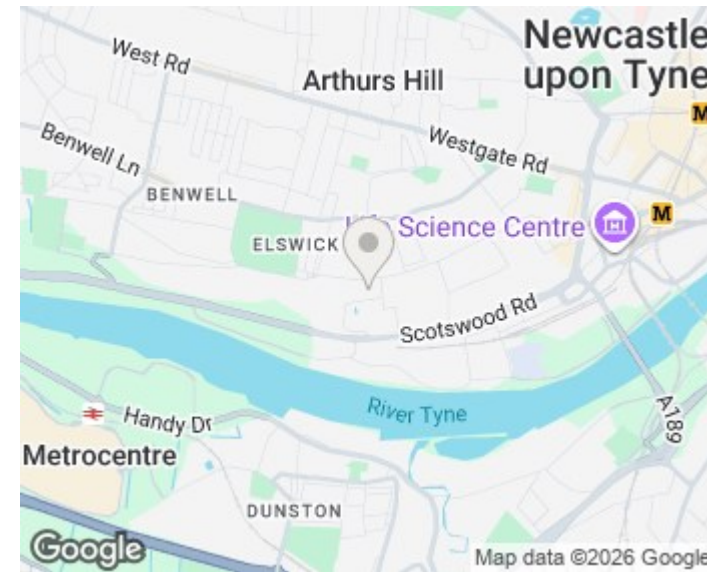 Newcastle
upon Tyne
West Rd
Arthurs Hill
M
Westgate Rd
Benwell Ln
BENWELL
Science Centre
M
ELSWICK
Scotswood Rd
River Tyne
A189
Handy Dr
Metrocentre
DUNSTON
Google
Map data ©2026 Google